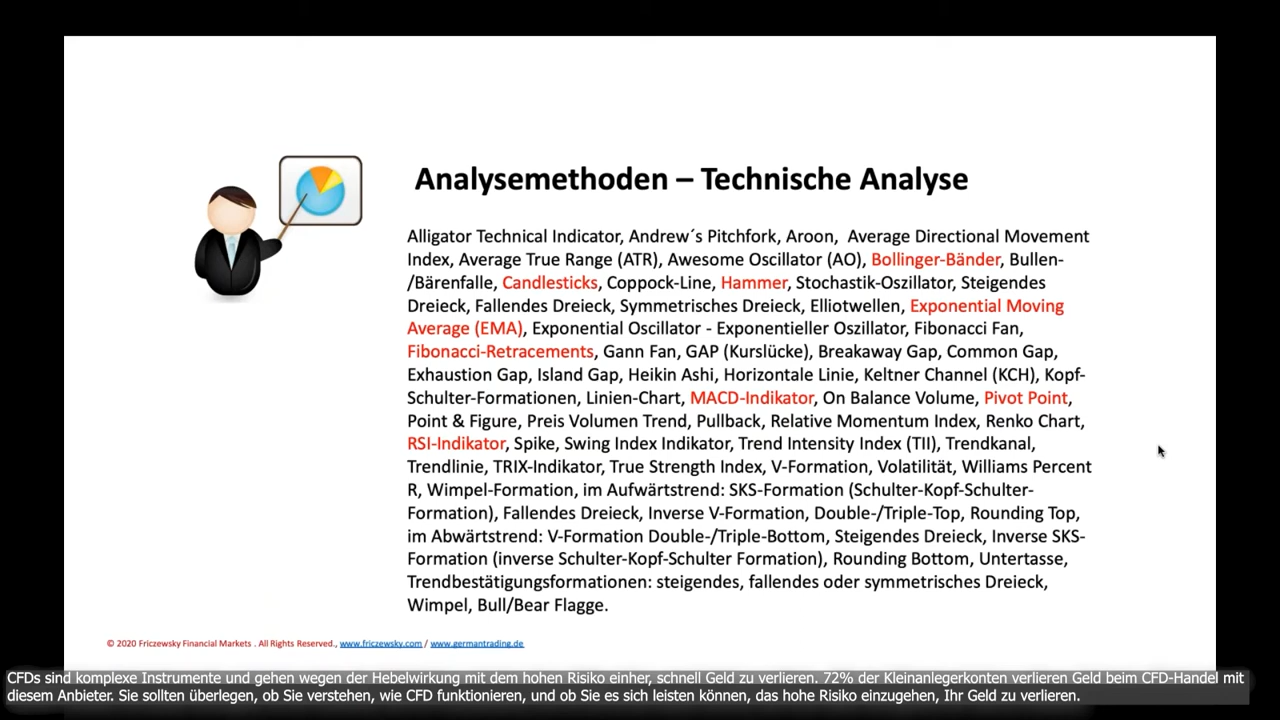 Analysemethoden – Technische Analyse
Alligator Technical Indicator, Andrew´s Pitchfork, Aroon,  Average Directional Movement
Index, Average True Range (ATR), Awesome Oscillator (AO), Bollinger-Bänder, Bullen-
/Bärenfalle, Candlesticks, Coppock-Line, Hammer, Stochastik-Oszillator, Steigendes
Dreieck, Fallendes Dreieck, Symmetrisches Dreieck, Elliotwellen, Exponential Moving
Average (EMA), Exponential Oscillator - Exponentieller Oszillator, Fibonacci Fan,
Fibonacci-Retracements, Gann Fan, GAP (Kurslücke), Breakaway Gap, Common Gap,
Exhaustion Gap, Island Gap, Heikin Ashi, Horizontale Linie, Keltner Channel (KCH), Kopf-
Schulter-Formationen, Linien-Chart, MACD-Indikator, On Balance Volume, Pivot Point,
Point & Figure, Preis Volumen Trend, Pullback, Relative Momentum Index, Renko Chart,
RSI-Indikator, Spike, Swing Index Indikator, Trend Intensity Index (TII), Trendkanal,
Trendlinie, TRIX-Indikator, True Strength Index, V-Formation, Volatilität, Williams Percent
R, Wimpel-Formation, im Aufwärtstrend: SKS-Formation (Schulter-Kopf-Schulter-
Formation), Fallendes Dreieck, Inverse V-Formation, Double-/Triple-Top, Rounding Top,
im Abwärtstrend: V-Formation Double-/Triple-Bottom, Steigendes Dreieck, Inverse SKS-
Formation (inverse Schulter-Kopf-Schulter Formation), Rounding Bottom, Untertasse,
Trendbestätigungsformationen: steigendes, fallendes oder symmetrisches Dreieck,
Wimpel, Bull/Bear Flagge.
© 2020 Friczewsky Financial Markets . All Rights Reserved., www.friczewsky.com / www.germantrading.de
CFDs sind komplexe Instrumente und gehen wegen der Hebelwirkung mit dem hohen Risiko einher, schnell Geld zu verlieren. 72% der Kleinanlegerkonten verlieren Geld beim CFD-Handel mit
diesem Anbieter. Sie sollten überlegen, ob Sie verstehen, wie CFD funktionieren, und ob Sie es sich leisten können, das hohe Risiko einzugehen, Ihr Geld zu verlieren.